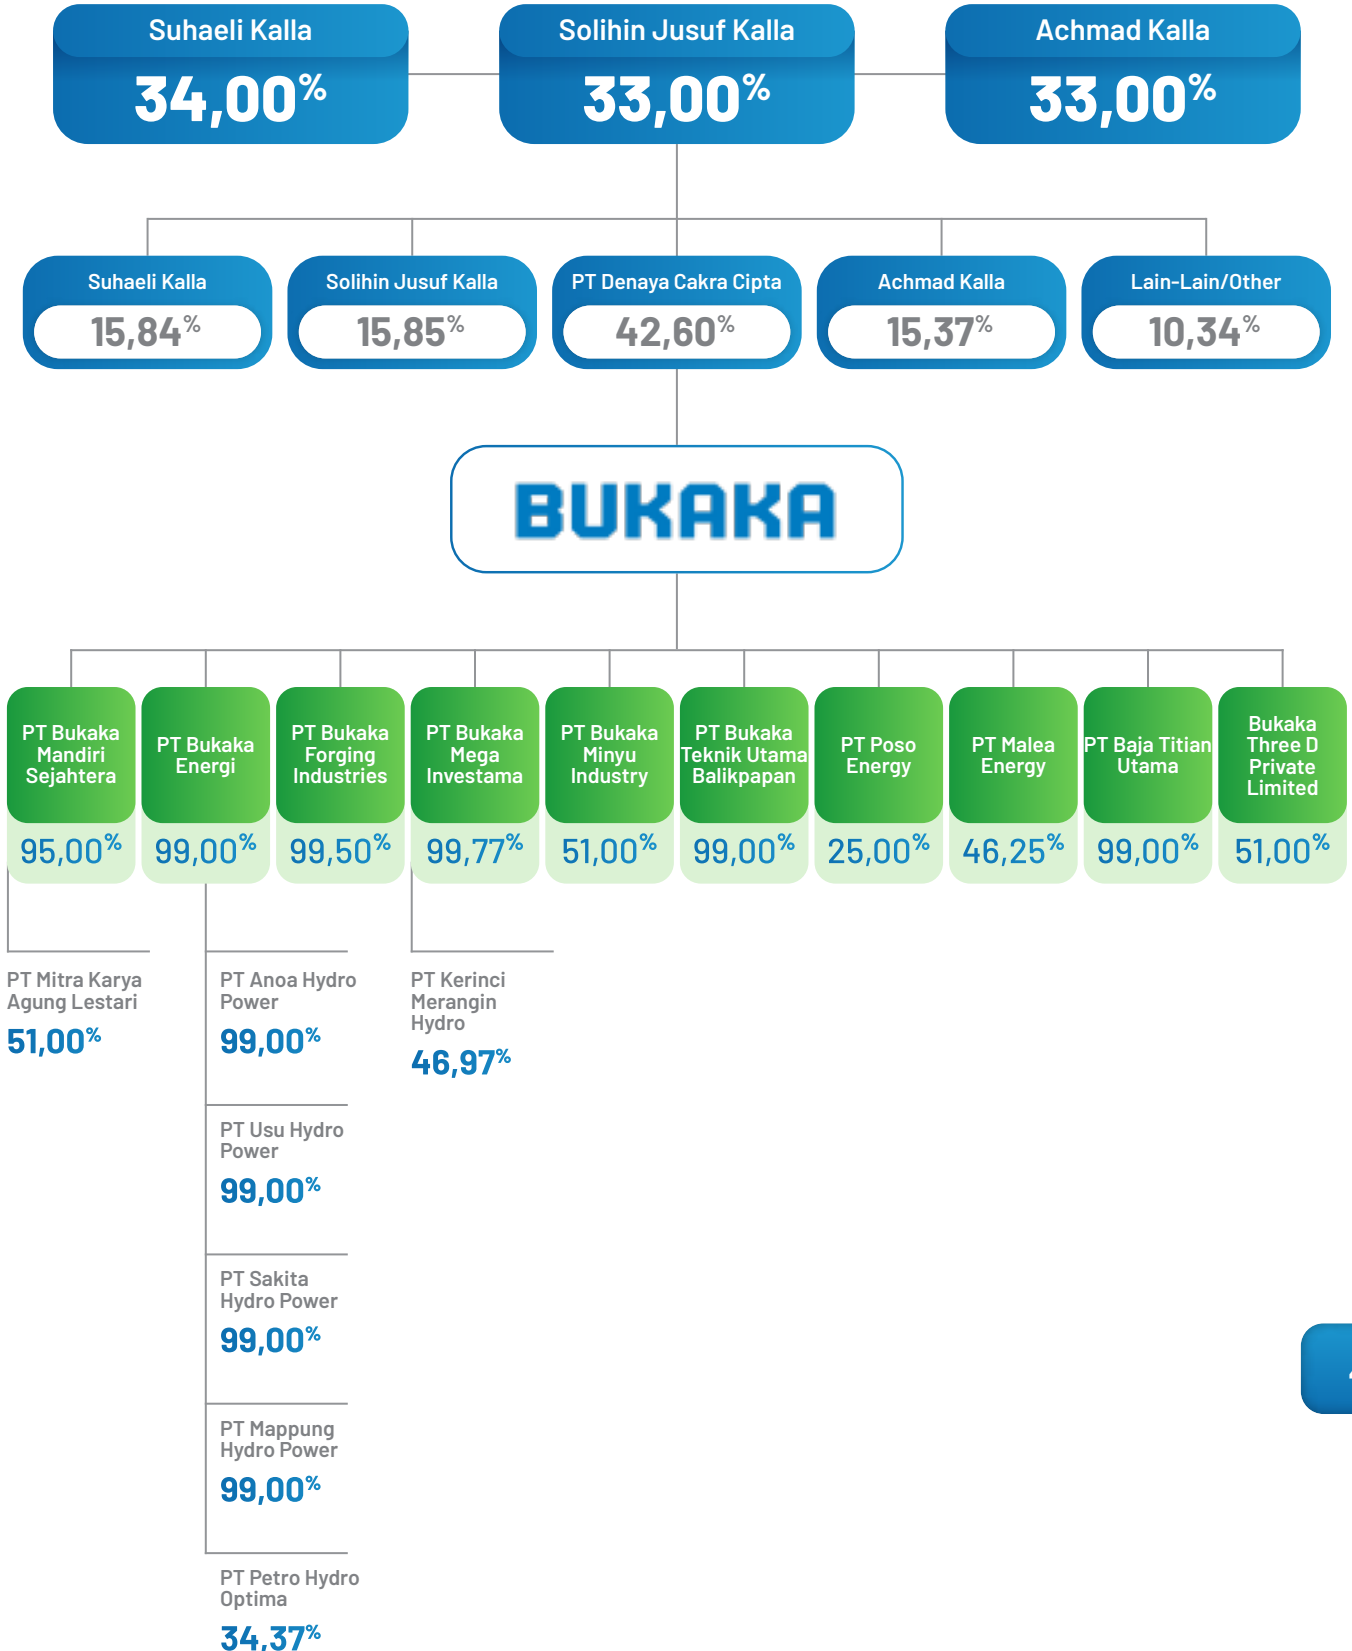 Suhaeli Kalla
34,00%
Solihin Jusuf Kalla
33,00%
Achmad Kalla
33,00%
Suhaeli Kalla
15,84%
Solihin Jusuf Kalla
15,85%
PT Denaya Cakra Cipta
42,60%
Achmad Kalla
15,37%
Lain-Lain/Other
10,34%
BUKAKA
PT Bukaka
Mandiri
Sejahtera
95,00%
PT Bukaka
Energi
99,00%
PT Bukaka
Forging
Industries
99,50%
PT Bukaka
Mega
Investama
99,77%
PT Bukaka
Minyu
Industry
51,00%
PT Bukaka
Teknik Utama
Balikpapan
99,00%
PT Poso
Energy
25,00%
PT Malea
Energy
46,25%
PT Baja Titian
Utama
99,00%
Bukaka
Three D
Private
Limited
51,00%
PT Mitra Karya
Agung Lestari
51,00%
PT Anoa Hydro
Power
99,00%
PT Usu Hydro
Power
99,00%
PT Sakita
Hydro Power
99,00%
PT Mappung
Hydro Power
99,00%
PT Petro Hydro
Optima
34,37%
PT Kerinci
Merangin
Hydro
46,97%